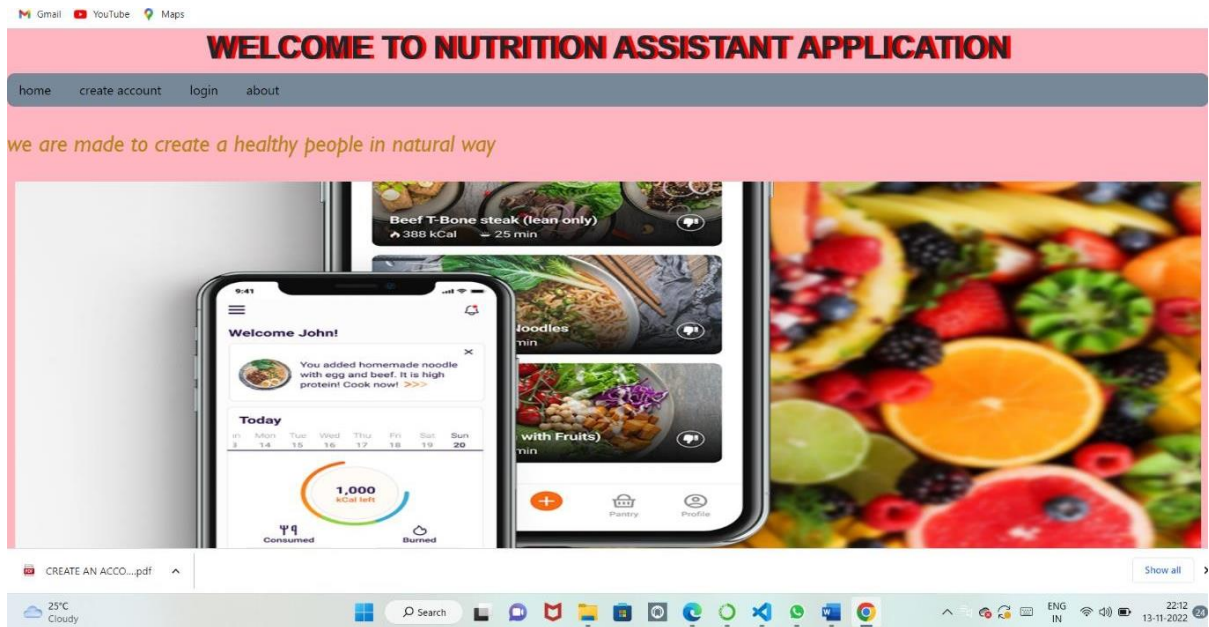 Gmail YouTube Maps
WELCOME TO NUTRITION ASSISTANT APPLICATION
home create account login about
we are made to create a healthy people in natural way
Beef T-Bone steak (lean only)
388 kCal 25 min
Noodles
min
with Fruits)
min
Pantry Profile
9:41
Welcome John!
You added homemade noodle
with egg and beef. It is high
protein! Cook now! >>>
Today
Mon Tue Wed Thu Fri Sat Sun
14 15 16 17 18 19 20
1,000
kCal left
Consumed Burned
CREATE AN ACCO....pdf Show all
25°C
Cloudy
Search
ENG
IN
22:12
13-11-2022
24